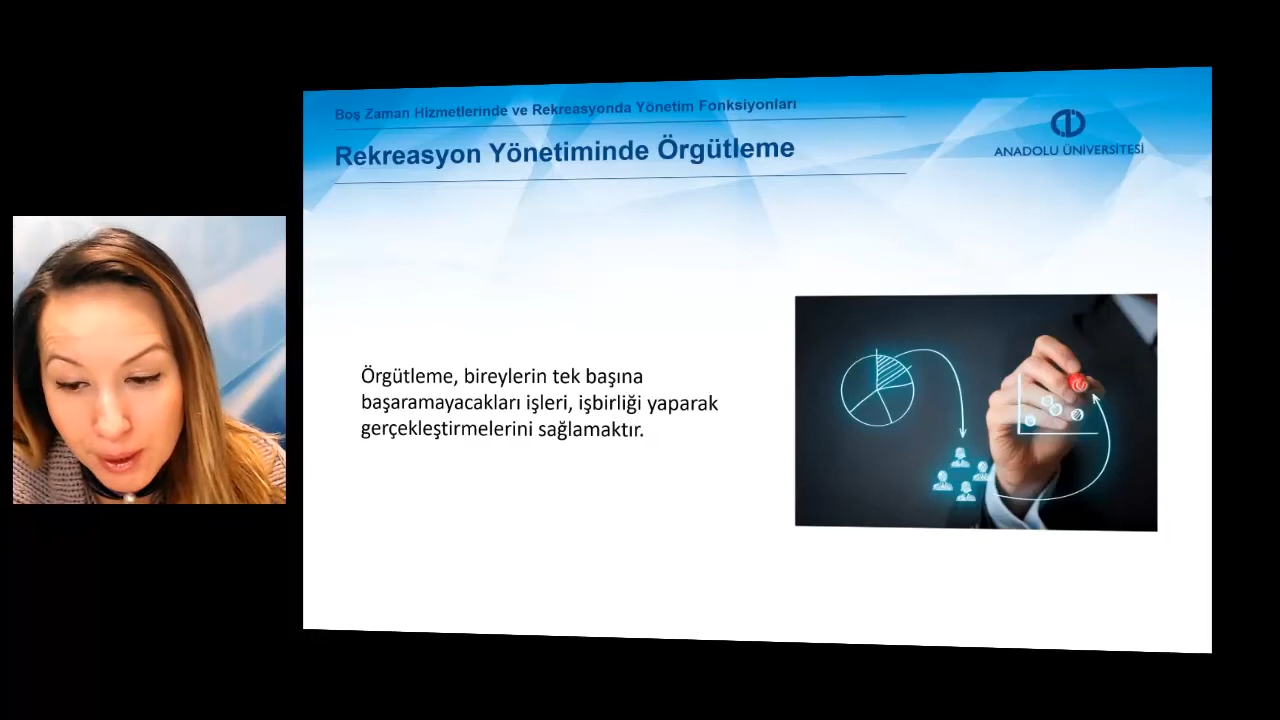 Boş Zaman Hizmetlerinde ve Rekreasyonda Yönetim Fonksiyonları
Rekreasyon Yönetiminde Örgütleme
ANADOLU ÜNİVERSİTESİ
Örgütleme, bireylerin tek başına
başaramayacakları işleri, işbirliği yaparak
gerçekleştirmelerini sağlamaktır.